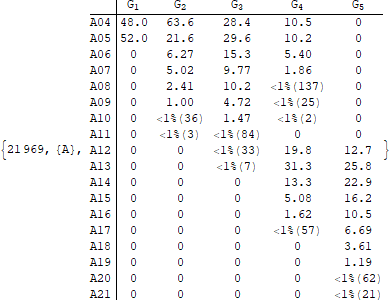 G₁ G₂ G₃ G₄ G₅
A04 48.0 63.6 28.4 10.5 0
A05 52.0 21.6 29.6 10.2 0
A06 0 6.27 15.3 5.40 0
A07 0 5.02 9.77 1.86 0
A08 0 2.41 10.2 <1%(137) 0
A09 0 1.00 4.72 <1%(25) 0
A10 0 <1%(36) 1.47 <1%(2) 0
A11 0 <1%(3) <1%(84) 0 0
{21969, {A}, A12 0 0 <1%(33) 19.8 12.7 }
A13 0 0 <1%(7) 31.3 25.8
A14 0 0 0 13.3 22.9
A15 0 0 0 5.08 16.2
A16 0 0 0 1.62 10.5
A17 0 0 0 <1%(57) 6.69
A18 0 0 0 0 3.61
A19 0 0 0 0 1.19
A20 0 0 0 0 <1%(62)
A21 0 0 0 0 <1%(21)